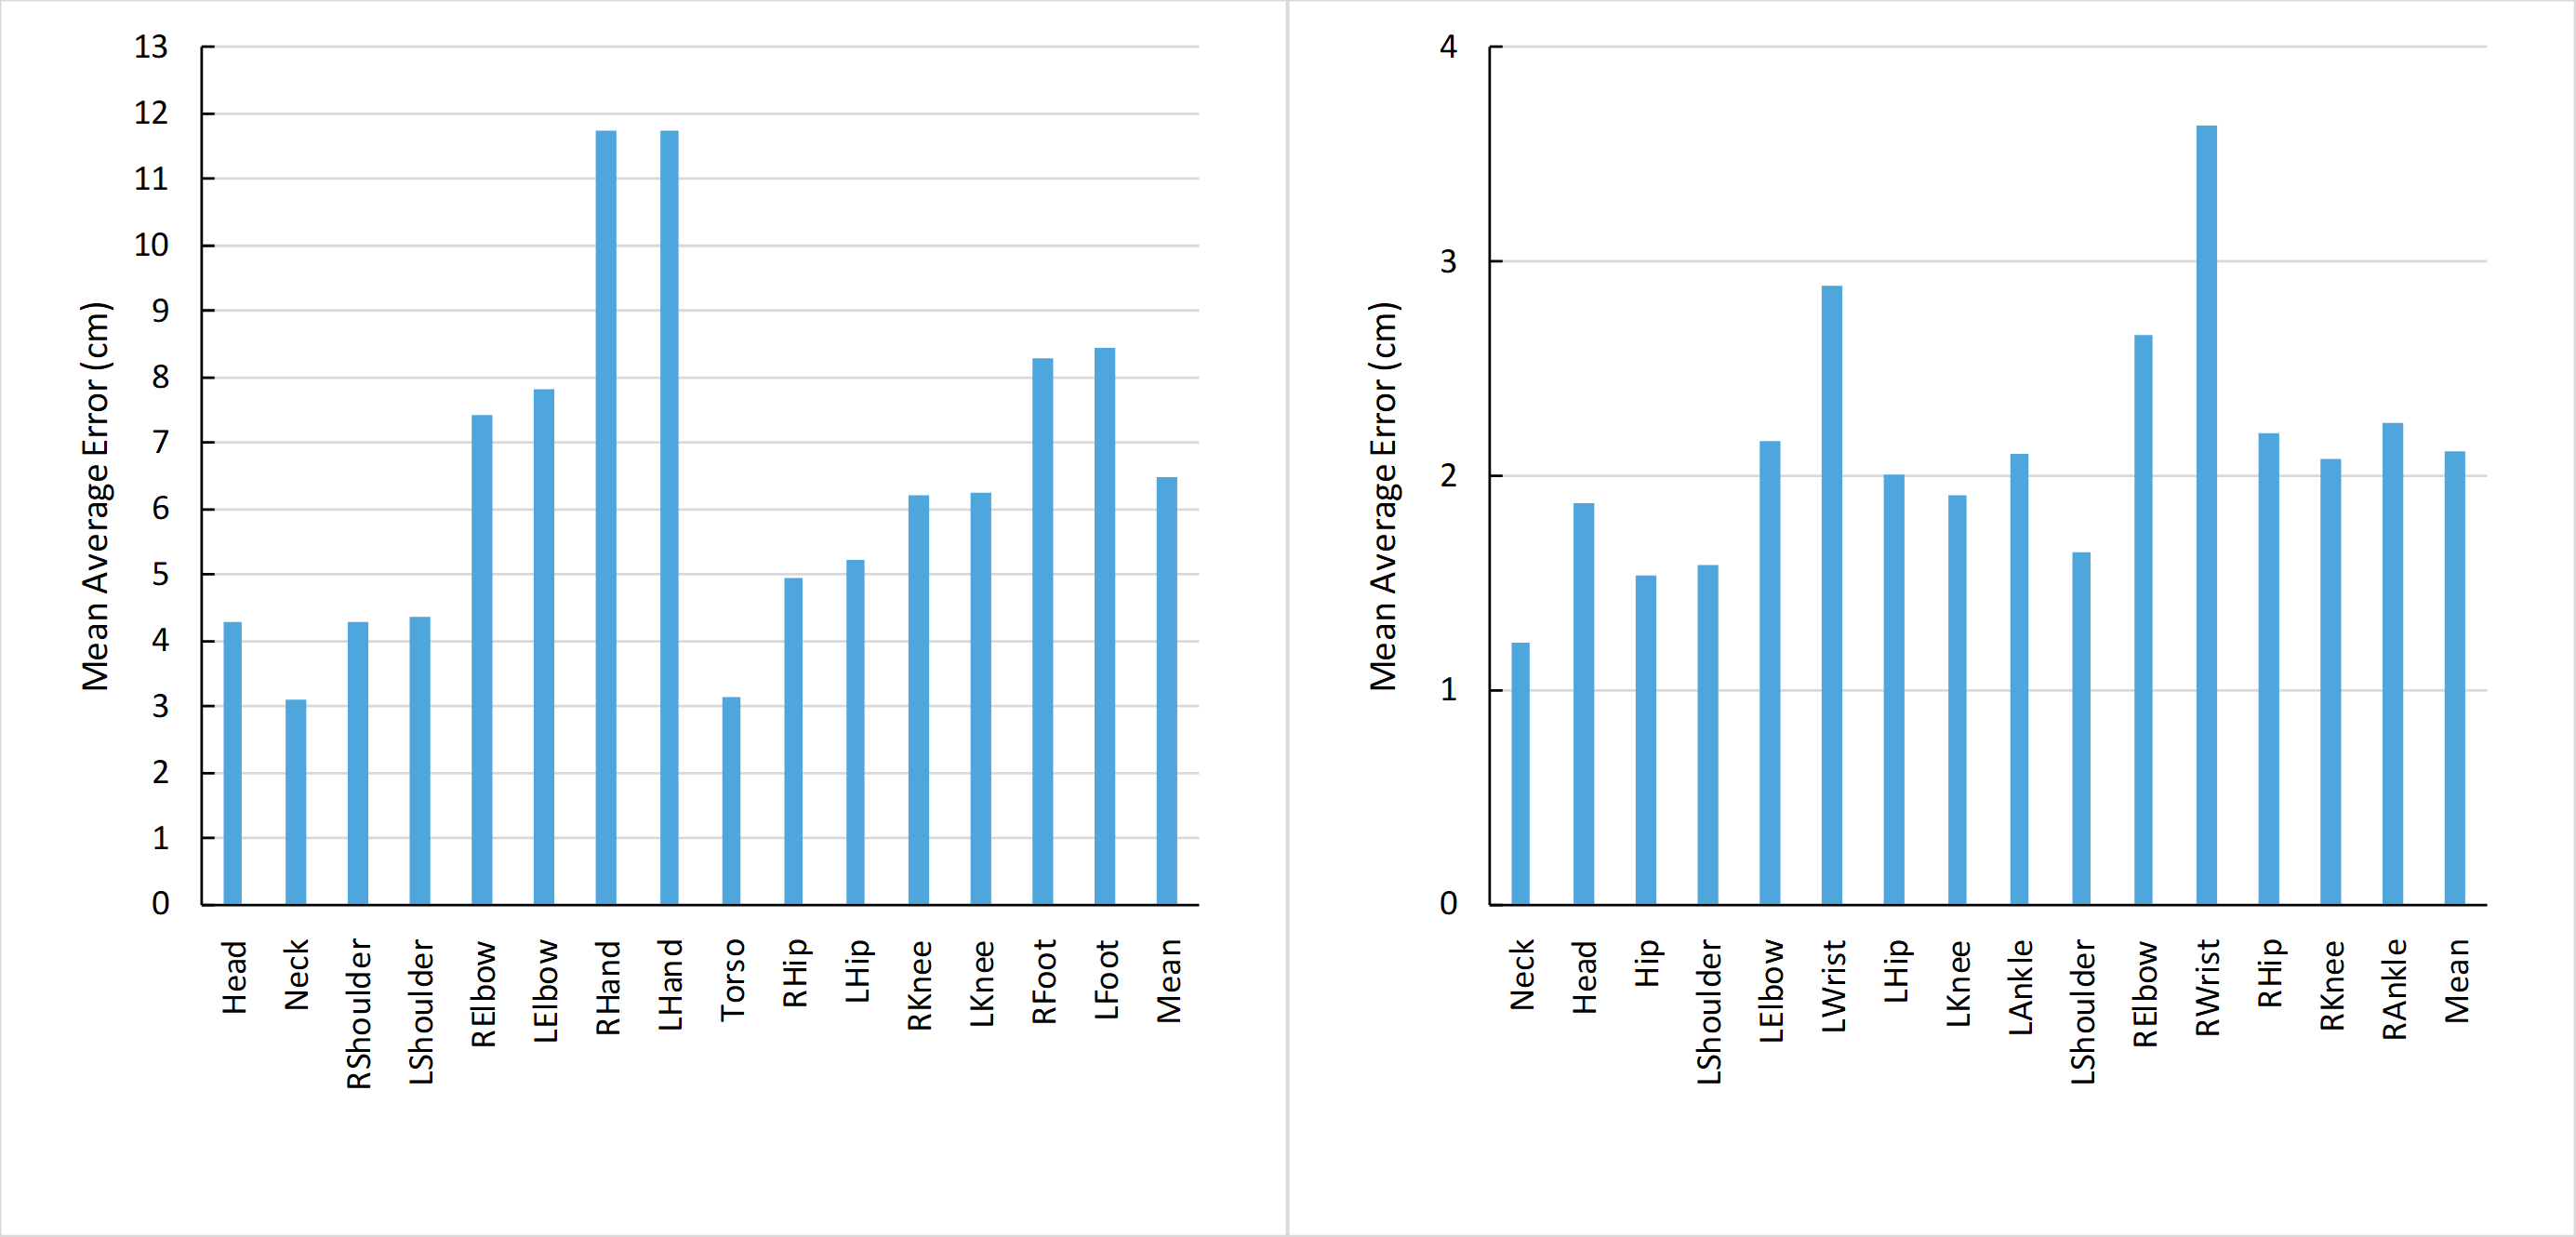 13
12
11
10
9
8
7
6
5
4
3
2
1
0
Mean Average Error (cm)
Head
Neck
RShoulder
LShoulder
RElbow
LElbow
RHand
LHand
Torso
RHip
LHip
RKnee
LKnee
RFoot
LFoot
Mean
4
3
2
1
0
Mean Average Error (cm)
Neck
Head
Hip
LShoulder
LElbow
LWrist
LHip
LKnee
LAnkle
LShoulder
RElbow
RWrist
RHip
RKnee
RAnkle
Mean